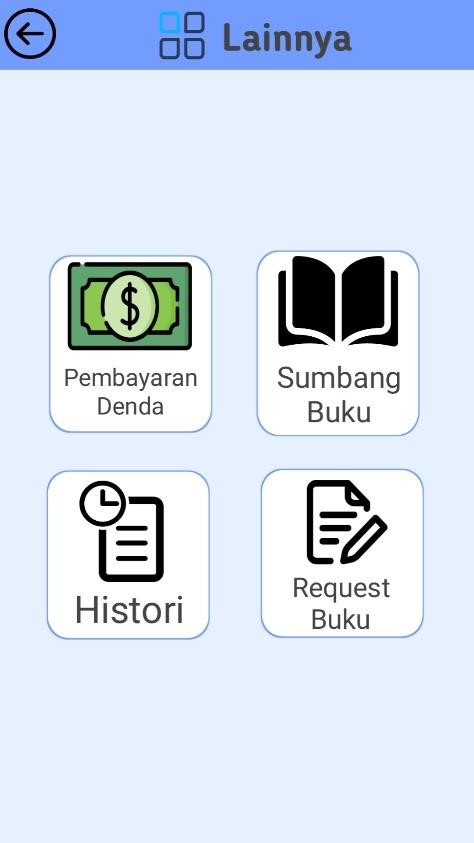 Lainnya
Pembayaran
Denda
Sumbang
Buku
Histori
Request
Buku